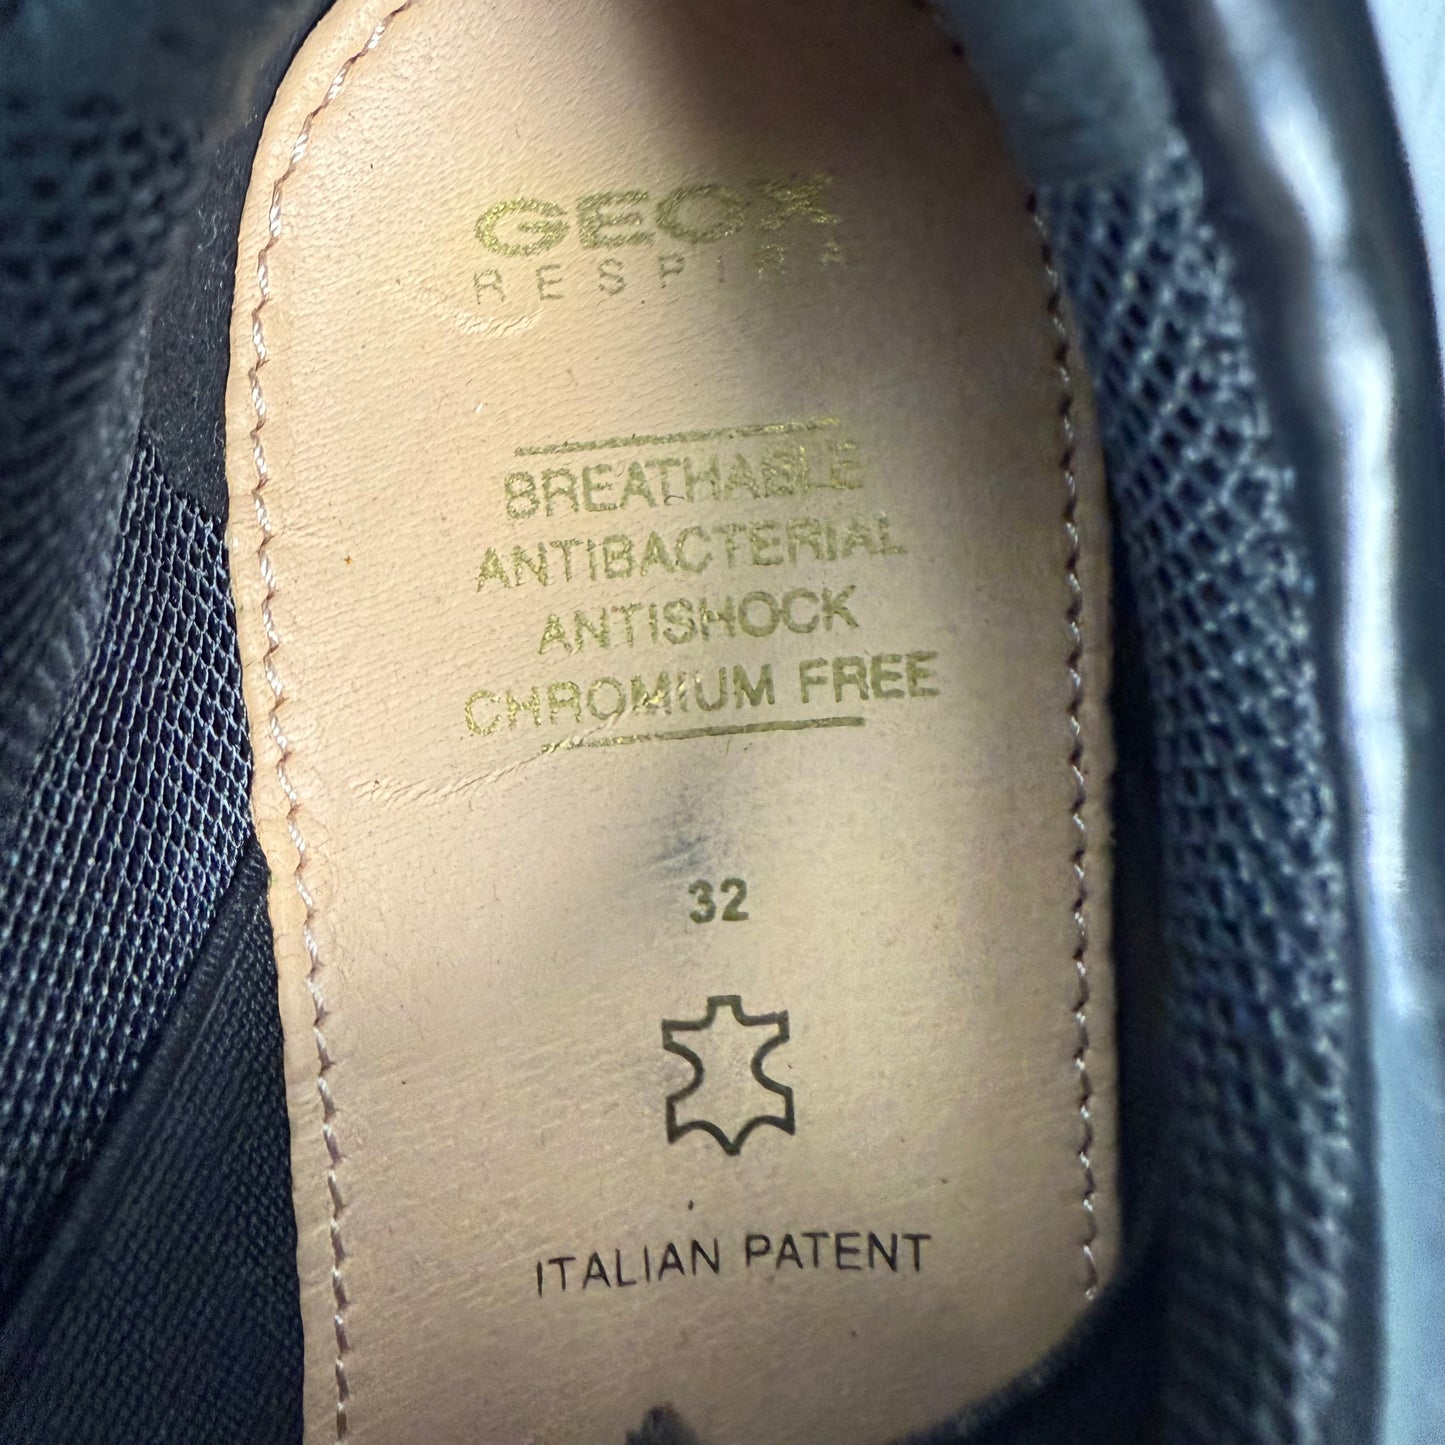 GEOX
RESPIRA
BREATHABLE
ANTIBACTERIAL
ANTISHOCK
CHROMIUM FREE
32
ITALIAN PATENT